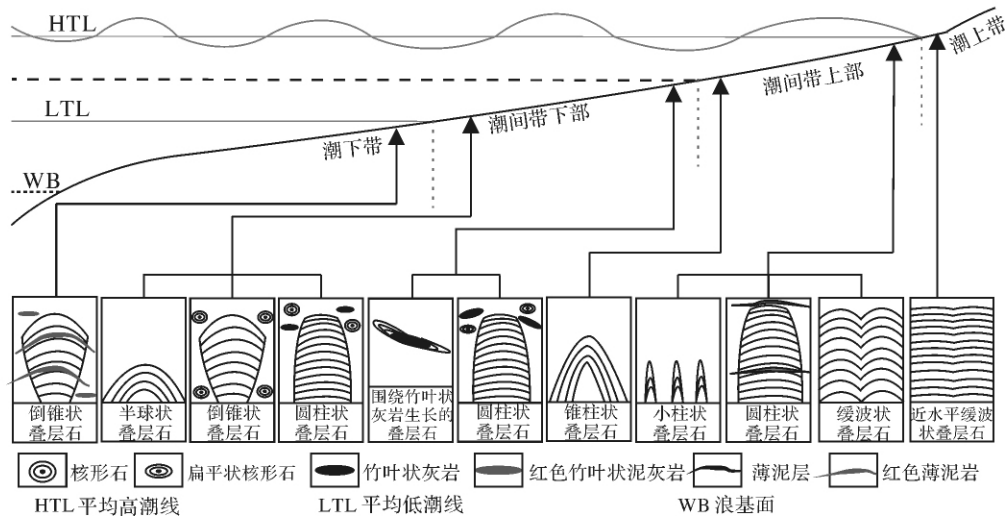 HTL
潮上带
潮间带上部
LTL
潮间带下部
潮下带
WB
倒锥状
叠层石
半球状
叠层石
倒锥状
叠层石
圆柱状
叠层石
围绕竹叶状
灰岩生长的
叠层石
圆柱状
叠层石
锥柱状
叠层石
小柱状
叠层石
圆柱状
叠层石
缓波状
叠层石
近水平缓波
状叠层石
核形石 扁平状核形石 竹叶状灰岩 红色竹叶状泥灰岩 薄泥层 红色薄泥岩
HTL 平均高潮线 LTL 平均低潮线 WB 浪基面